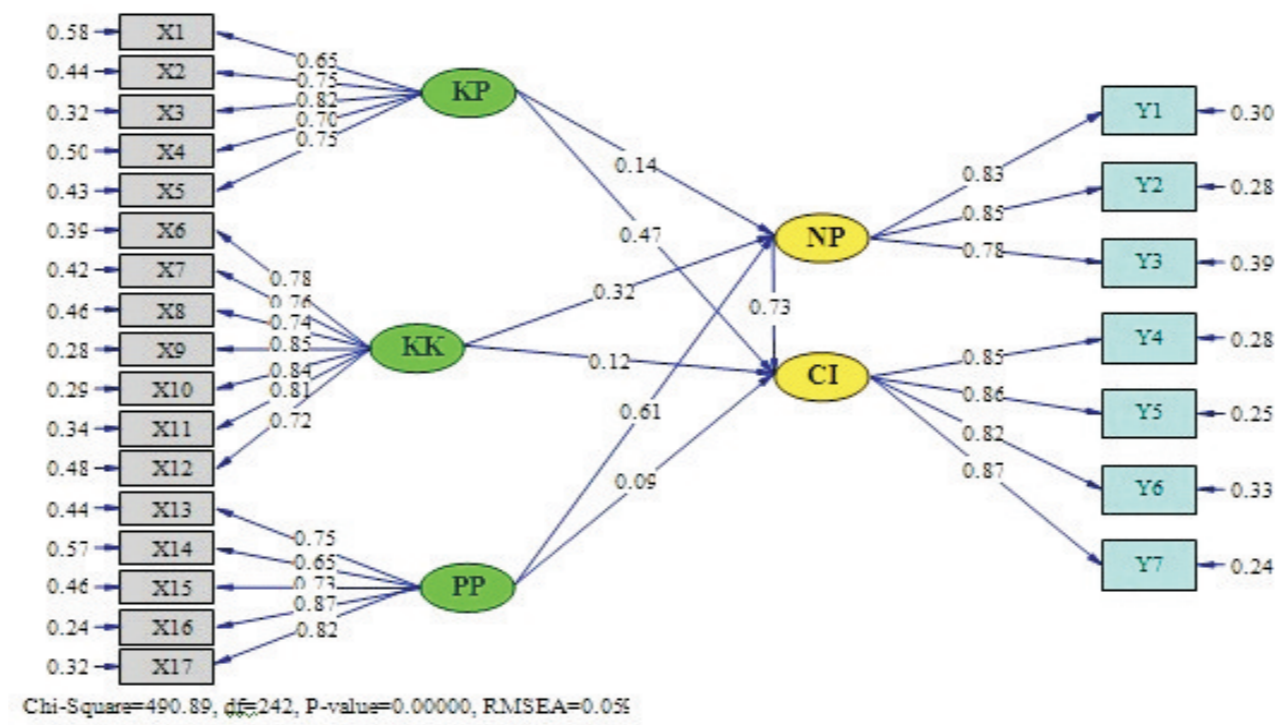 0.58 X1
0.65
0.44 X2
0.75
0.32 X3
0.82
0.50 X4
0.70
0.43 X5
0.75
KP
0.39 X6
0.78
0.42 X7
0.76
0.46 X8
0.74
0.28 X9
0.85
0.29 X10
0.84
0.34 X11
0.81
0.48 X12
0.72
KK
0.44 X13
0.75
0.57 X14
0.65
0.46 X15
0.73
0.24 X16
0.87
0.32 X17
0.82
PP
0.14
0.47
0.32
0.12
0.61
0.09
NP
0.73
CI
0.83
Y1 0.30
0.85
Y2 0.28
0.78
Y3 0.39
0.85
Y4 0.28
0.86
Y5 0.25
0.82
Y6 0.33
0.87
Y7 0.24
Chi-Square=490.89, df=242, P-value=0.00000,